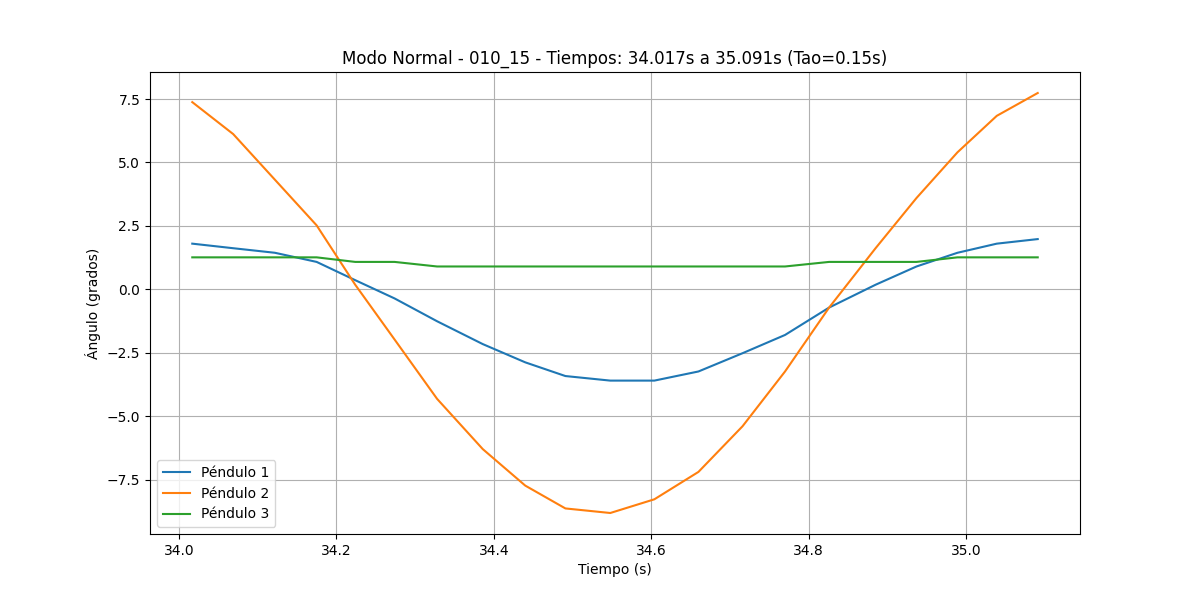 Modo Normal - 010_15 - Tiempos: 34.017s a 35.091s (Tao=0.15s)
7.5
5.0
2.5
0.0
−2.5
−5.0
−7.5
Ángulo (grados)
Péndulo 1
Péndulo 2
Péndulo 3
34.0 34.2 34.4 34.6 34.8 35.0
Tiempo (s)